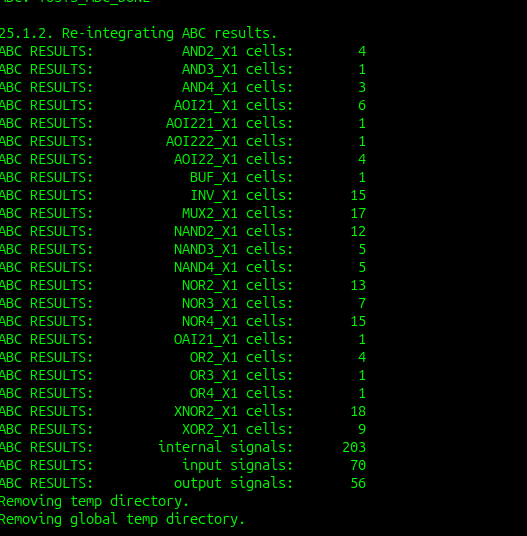 ABC: YOSYS_ABC_DONE
25.1.2. Re-integrating ABC results.
ABC RESULTS: AND2_X1 cells: 4
ABC RESULTS: AND3_X1 cells: 1
ABC RESULTS: AND4_X1 cells: 3
ABC RESULTS: AOI21_X1 cells: 6
ABC RESULTS: AOI221_X1 cells: 1
ABC RESULTS: AOI222_X1 cells: 1
ABC RESULTS: AOI22_X1 cells: 4
ABC RESULTS: BUF_X1 cells: 1
ABC RESULTS: INV_X1 cells: 15
ABC RESULTS: MUX2_X1 cells: 17
ABC RESULTS: NAND2_X1 cells: 12
ABC RESULTS: NAND3_X1 cells: 5
ABC RESULTS: NAND4_X1 cells: 5
ABC RESULTS: NOR2_X1 cells: 13
ABC RESULTS: NOR3_X1 cells: 7
ABC RESULTS: NOR4_X1 cells: 15
ABC RESULTS: OAI21_X1 cells: 1
ABC RESULTS: OR2_X1 cells: 4
ABC RESULTS: OR3_X1 cells: 1
ABC RESULTS: OR4_X1 cells: 1
ABC RESULTS: XNOR2_X1 cells: 18
ABC RESULTS: XOR2_X1 cells: 9
ABC RESULTS: internal signals: 203
ABC RESULTS: input signals: 70
ABC RESULTS: output signals: 56
Removing temp directory.
Removing global temp directory.